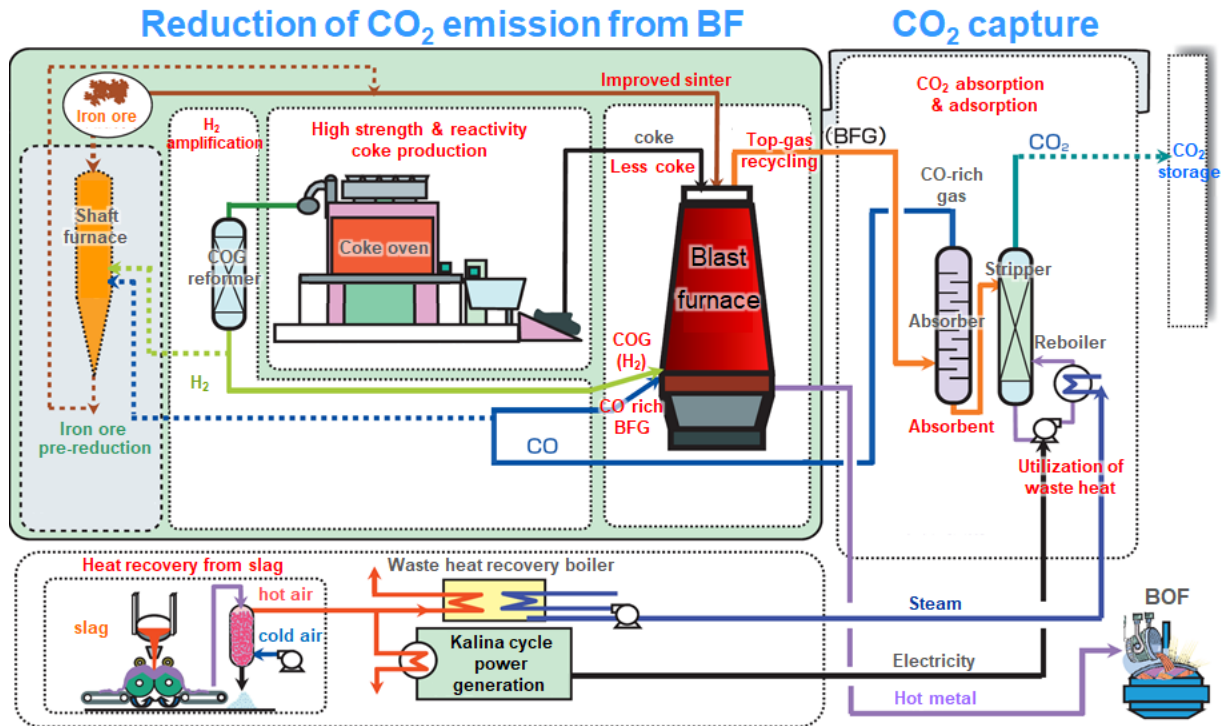 Reduction of CO₂ emission from BF
CO₂ capture
Iron ore
Improved sinter
CO₂ absorption
& adsorption
H₂
amplification
High strength & reactivity
coke production
coke
Less coke
Top-gas
recycling
(BFG)
CO₂
CO₂
storage
CO-rich
gas
Shaft
furnace
COG
reformer
Coke oven
Blast
furnace
Stripper
Absorber
Reboiler
COG
(H₂)
H₂
CO rich
BFG
Absorbent
Iron ore
pre-reduction
CO
Utilization of
waste heat
Heat recovery from slag
Waste heat recovery boiler
hot air
slag
cold air
Steam
BOF
Kalina cycle
power
generation
Electricity
Hot metal